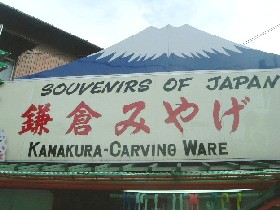 SOUVENIRS OF JAPAN
鎌倉みやげ
KAMAKURA-CARVING WARE